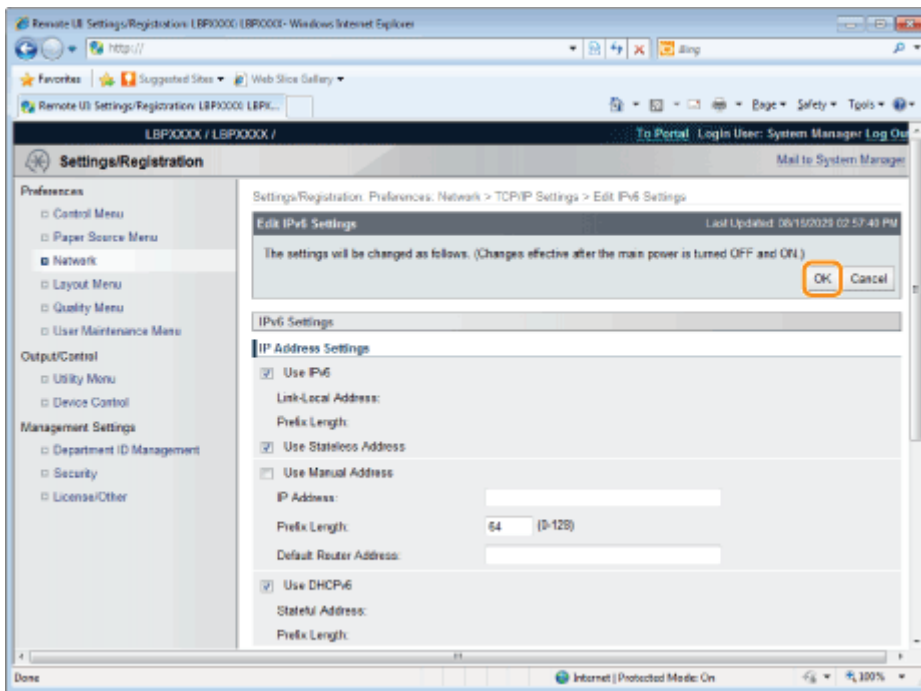 Remote UI: Settings/Registration: LBPXXXX: LBPXXXX - Windows Internet Explorer
http://
Bing
Favorites Suggested Sites Web Slice Gallery
Remote UI: Settings/Registration: LBPXXXX: LBPX...
Page Safety Tools
LBPXXXX / LBPXXXX /
To Portal Login User: System Manager Log Ou
Settings/Registration
Mail to System Manager
Preferences
Control Menu
Paper Source Menu
Network
Layout Menu
Quality Menu
User Maintenance Menu
Output/Control
Utility Menu
Device Control
Management Settings
Department ID Management
Security
License/Other
Settings/Registration: Preferences: Network > TCP/IP Settings > Edit IPv6 Settings
Edit IPv6 Settings
Last Updated: 08/15/2029 02:57:40 PM
The settings will be changed as follows. (Changes effective after the main power is turned OFF and ON.)
OK Cancel
IPv6 Settings
IP Address Settings
Use IPv6
Link-Local Address:
Prefix Length:
Use Stateless Address
Use Manual Address
IP Address:
Prefix Length: 64 (0-128)
Default Router Address:
Use DHCPv6
Stateful Address:
Prefix Length:
Done
Internet | Protected Mode: On
100%